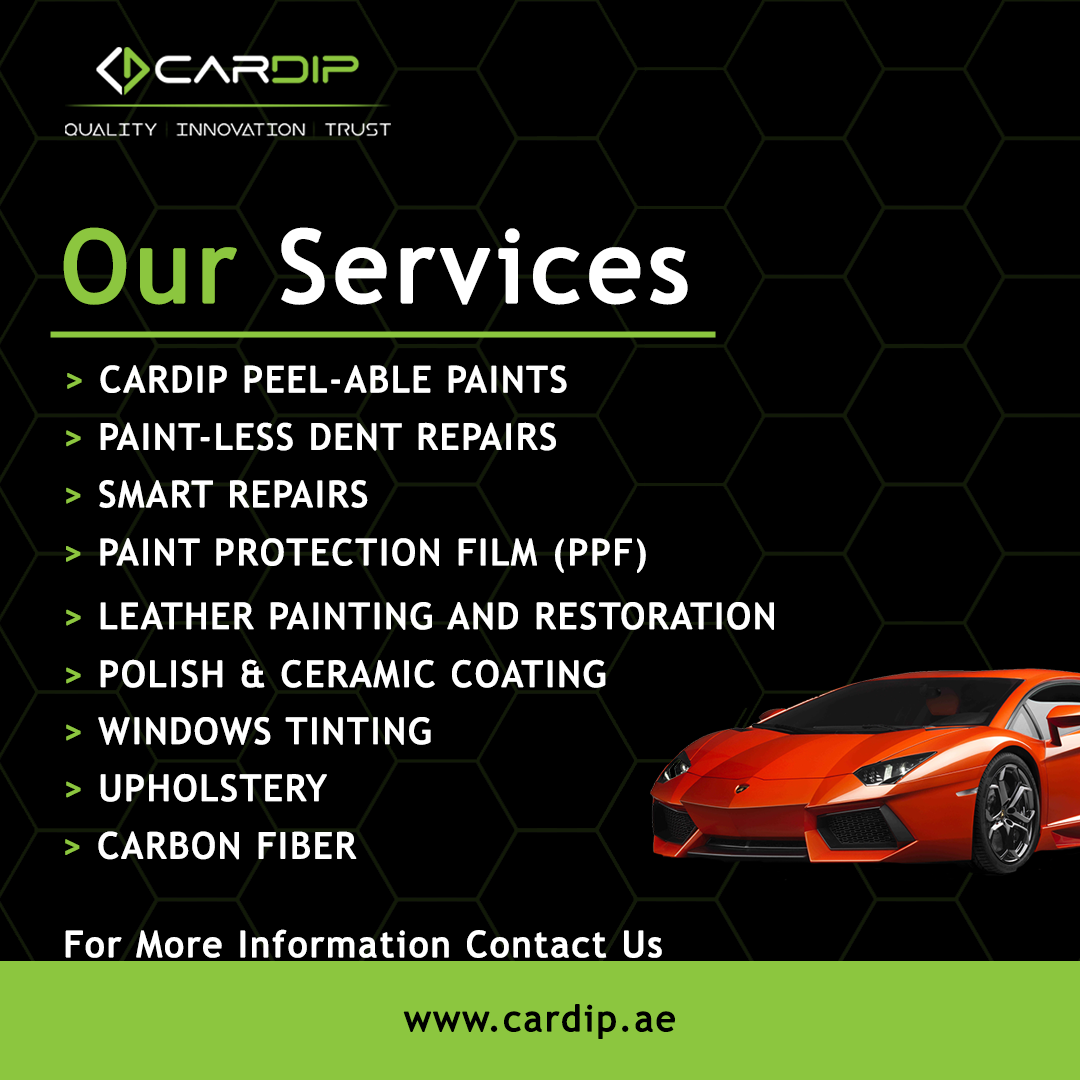 CARDIP
QUALITY | INNOVATION | TRUST
Our Services
> CARDIP PEEL-ABLE PAINTS
> PAINT-LESS DENT REPAIRS
> SMART REPAIRS
> PAINT PROTECTION FILM (PPF)
> LEATHER PAINTING AND RESTORATION
> POLISH & CERAMIC COATING
> WINDOWS TINTING
> UPHOLSTERY
> CARBON FIBER
For More Information Contact Us
www.cardip.ae